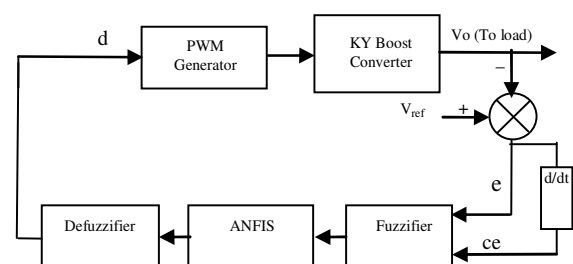 d
PWM
Generator
KY Boost
Converter
Vo (To load)
–
Vref
+
d/dt
e
ce
Defuzzifier
ANFIS
Fuzzifier